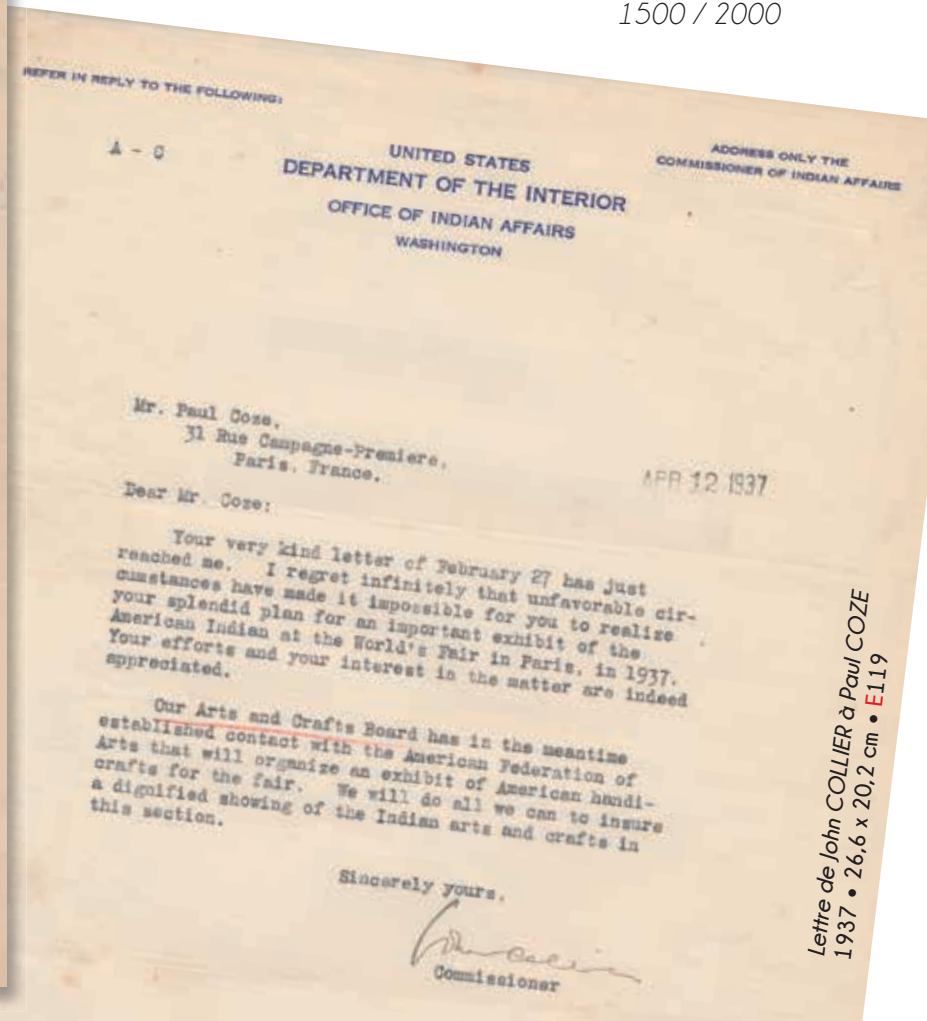 1500 / 2000
REFER IN REPLY TO THE FOLLOWING:
A - C
UNITED STATES
DEPARTMENT OF THE INTERIOR
OFFICE OF INDIAN AFFAIRS
WASHINGTON
ADDRESS ONLY THE
COMMISSIONER OF INDIAN AFFAIRS
Mr. Paul Coze,
31 Rue Campagne-Premiere,
Paris, France.
APR 12 1937
Dear Mr. Coze:
Your very kind letter of February 27 has just
reached me. I regret infinitely that unfavorable cir-
cumstances have made it impossible for you to realize
your splendid plan for an important exhibit of the
American Indian at the World's Fair in Paris, in 1937.
Your efforts and your interest in the matter are indeed
appreciated.
Our Arts and Crafts Board has in the meantime
established contact with the American Federation of
Arts that will organize an exhibit of American handi-
crafts for the fair. We will do all we can to insure
a dignified showing of the Indian arts and crafts in
this section.
Sincerely yours,
John Collier
Commissioner
Lettre de John COLLIER à Paul COZE
1937 • 26,6 x 20,2 cm • E119